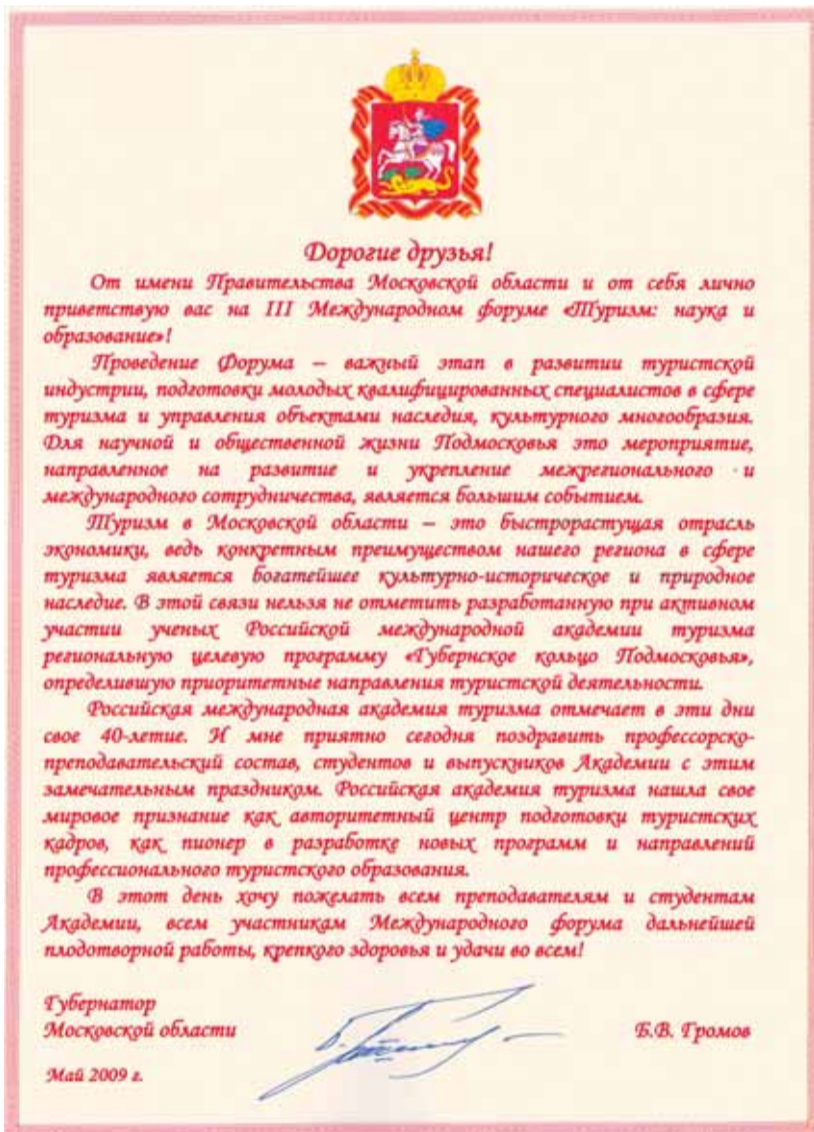 Дорогие друзья!
От имени Правительства Московской области и от себя лично
приветствую вас на III Международном форуме «Туризм: наука и
образование»!
Проведение Форума – важный этап в развитии туристской
индустрии, подготовки молодых квалифицированных специалистов в сфере
туризма и управления объектами наследия, культурного многообразия.
Для научной и общественной жизни Подмосковья это мероприятие,
направленное на развитие и укрепление межрегионального и
международного сотрудничества, является большим событием.
Туризм в Московской области – это быстрорастущая отрасль
экономики, ведь конкретным преимуществом нашего региона в сфере
туризма является богатейшее культурно-историческое и природное
наследие. В этой связи нельзя не отметить разработанную при активном
участии ученых Российской международной академии туризма
региональную целевую программу «Губернское кольцо Подмосковья»,
определившую приоритетные направления туристской деятельности.
Российская международная академия туризма отмечает в эти дни
свое 40-летие. И мне приятно сегодня поздравить профессорско-
преподавательский состав, студентов и выпускников Академии с этим
замечательным праздником. Российская академия туризма нашла свое
мировое признание как авторитетный центр подготовки туристских
кадров, как пионер в разработке новых программ и направлений
профессионального туристского образования.
В этот день хочу пожелать всем преподавателям и студентам
Академии, всем участникам Международного форума дальнейшей
плодотворной работы, крепкого здоровья и удачи во всем!
Губернатор
Московской области
Б.В. Громов
Май 2009 г.